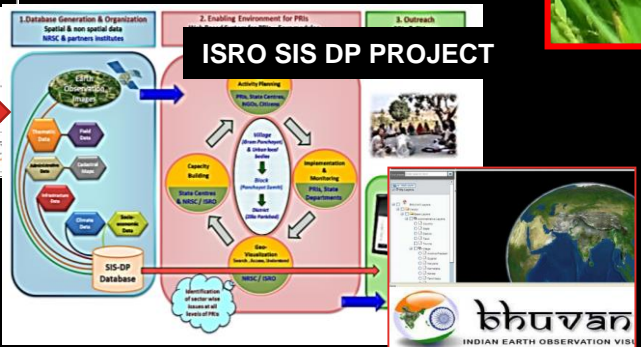 1.Database Generation & Organization
Spatial & non spatial data
NRSC & partners institutes
2. Enabling Environment for PRIs
3. Outreach
ISRO SIS DP PROJECT
Earth
Observation
Images
Thematic
Data
Field
Data
Administrative
Data
Cadastral
Maps
Infrastructure
Data
Climate
Data
Socio-
economic
Data
SIS-DP
Database
Activity Planning
PRIs, State Centres,
NGOs, Citizens
Capacity
Building
State Centres
& NRSC / ISRO
Village
(Gram Panchayat)
& Urban local
bodies
Block
(Panchayat Samiti)
District
(Zilla Parishad)
Implementation
&
Monitoring
PRIs, State
Departments
Geo-
Visualization
NRSC / ISRO
Identification
of sector wise
issues at all
levels of PRIs
bhuvan
INDIAN EARTH OBSERVATION VIS